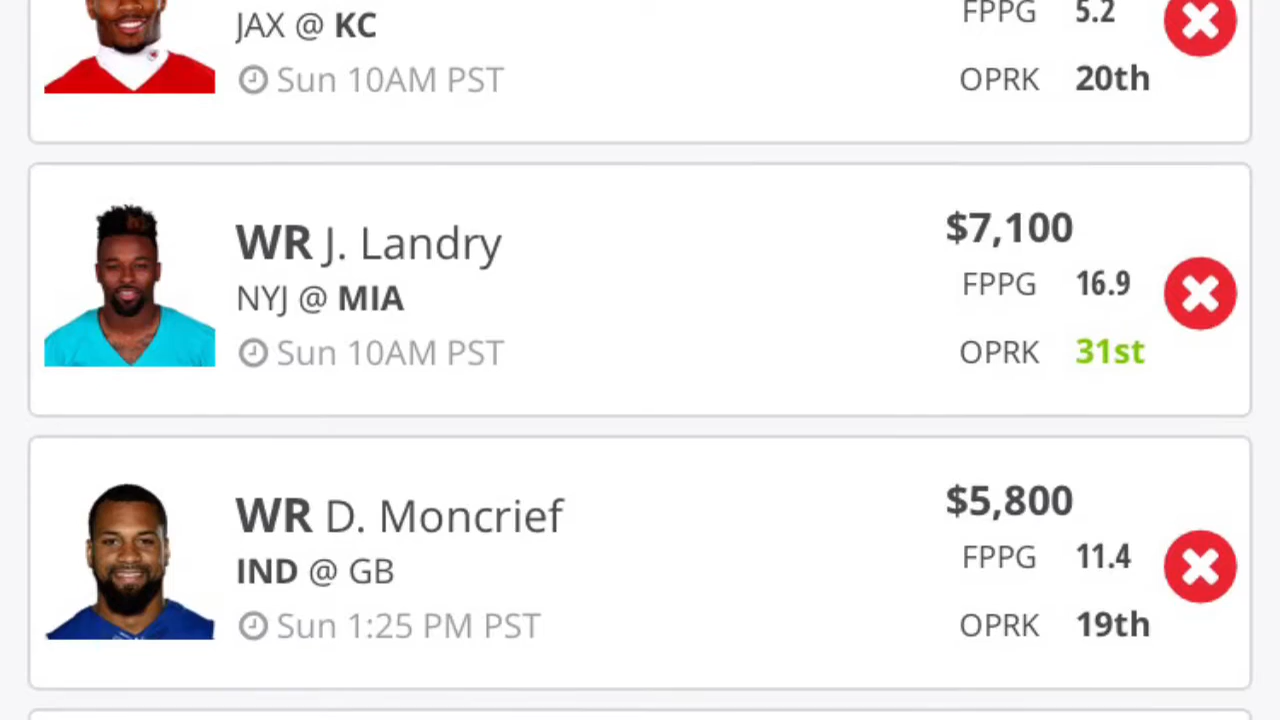 JAX @ KC
FPPG 5.2
Sun 10AM PST
OPRK 20th
$7,100
WR J. Landry
FPPG 16.9
NYJ @ MIA
Sun 10AM PST
OPRK 31st
$5,800
WR D. Moncrief
FPPG 11.4
IND @ GB
Sun 1:25 PM PST
OPRK 19th